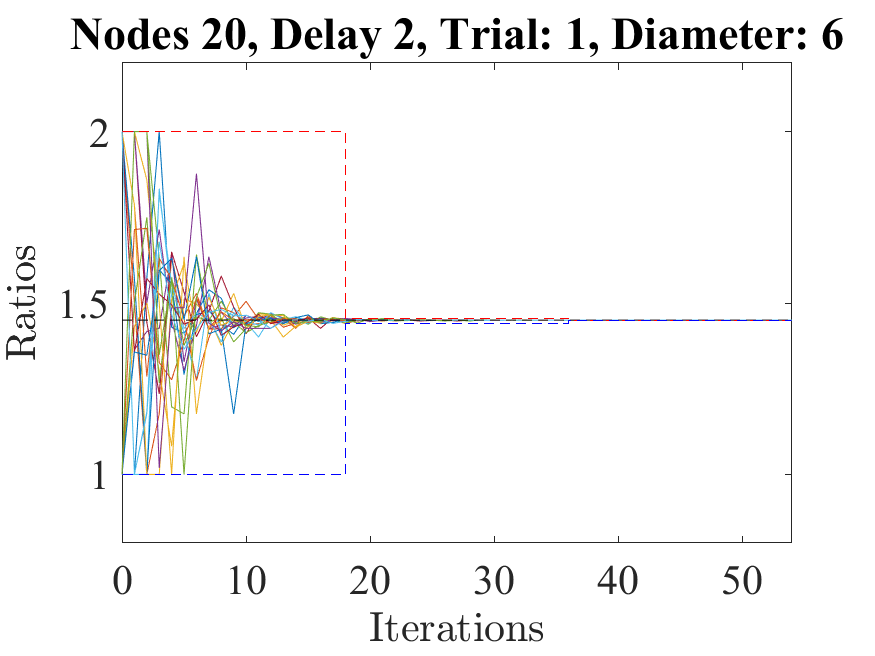 Nodes 20, Delay 2, Trial: 1, Diameter: 6
Ratios
2
1.5
1
0 10 20 30 40 50
Iterations